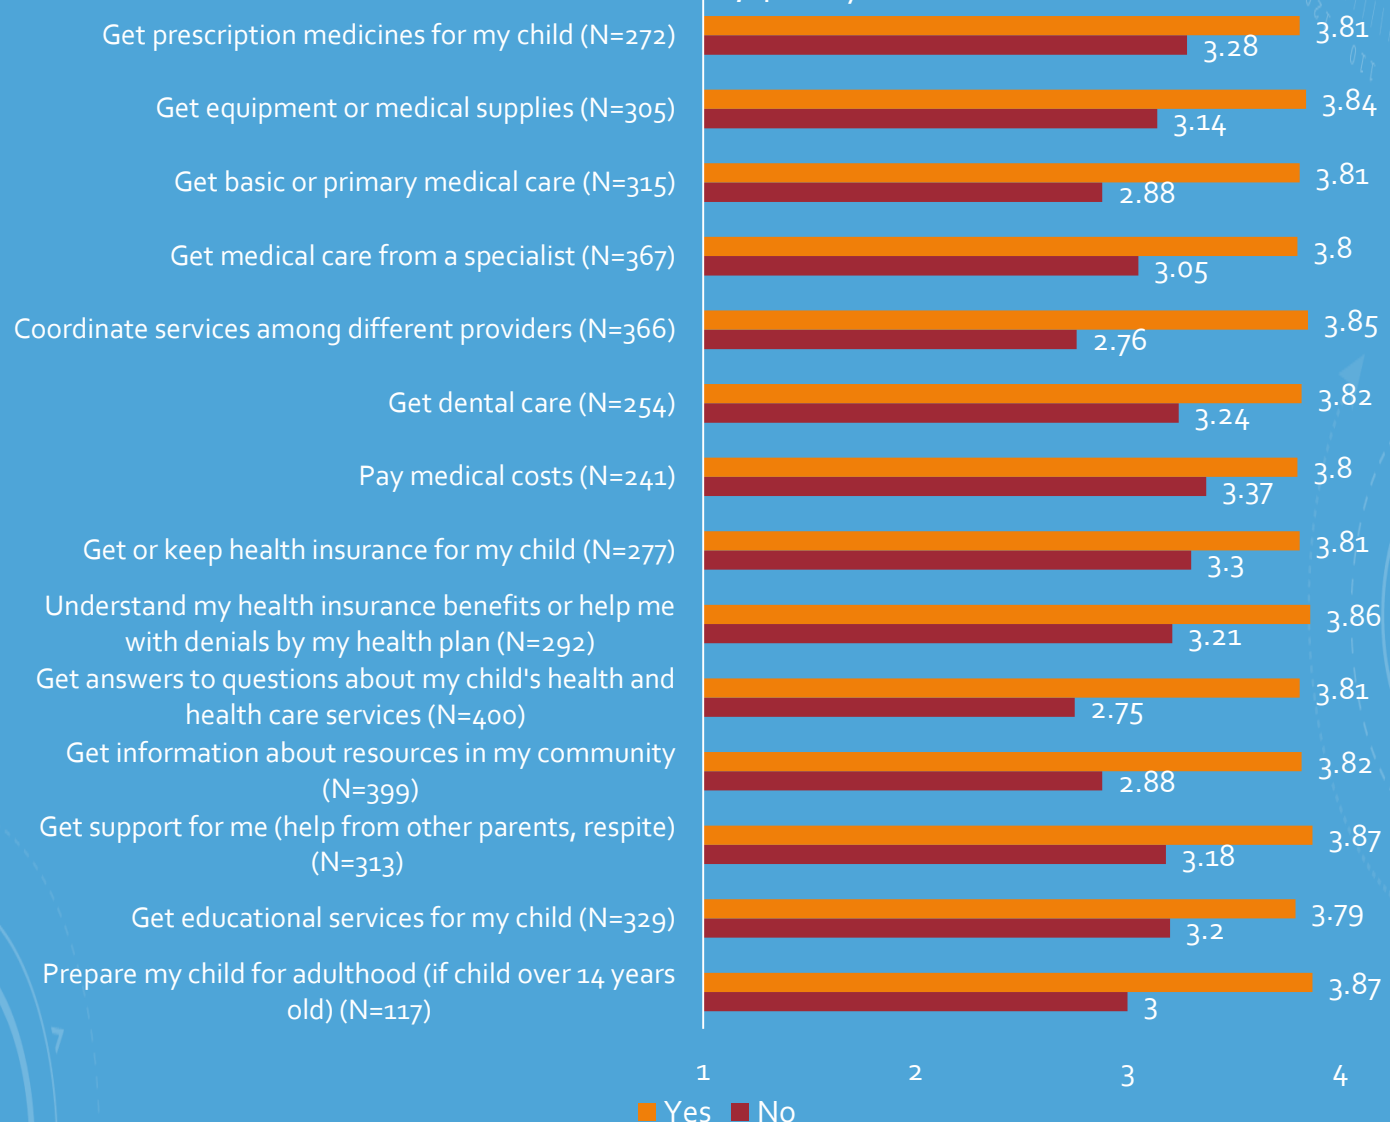 Get prescription medicines for my child (N=272)
3.81
3.28
Get equipment or medical supplies (N=305)
3.84
3.14
Get basic or primary medical care (N=315)
3.81
2.88
Get medical care from a specialist (N=367)
3.8
3.05
Coordinate services among different providers (N=366)
3.85
2.76
Get dental care (N=254)
3.82
3.24
Pay medical costs (N=241)
3.8
3.37
Get or keep health insurance for my child (N=277)
3.81
3.3
Understand my health insurance benefits or help me
with denials by my health plan (N=292)
3.86
3.21
Get answers to questions about my child's health and
health care services (N=400)
3.81
2.75
Get information about resources in my community
(N=399)
3.82
2.88
Get support for me (help from other parents, respite)
(N=313)
3.87
3.18
Get educational services for my child (N=329)
3.79
3.2
Prepare my child for adulthood (if child over 14 years
old) (N=117)
3.87
3
1 2 3 4
Yes No